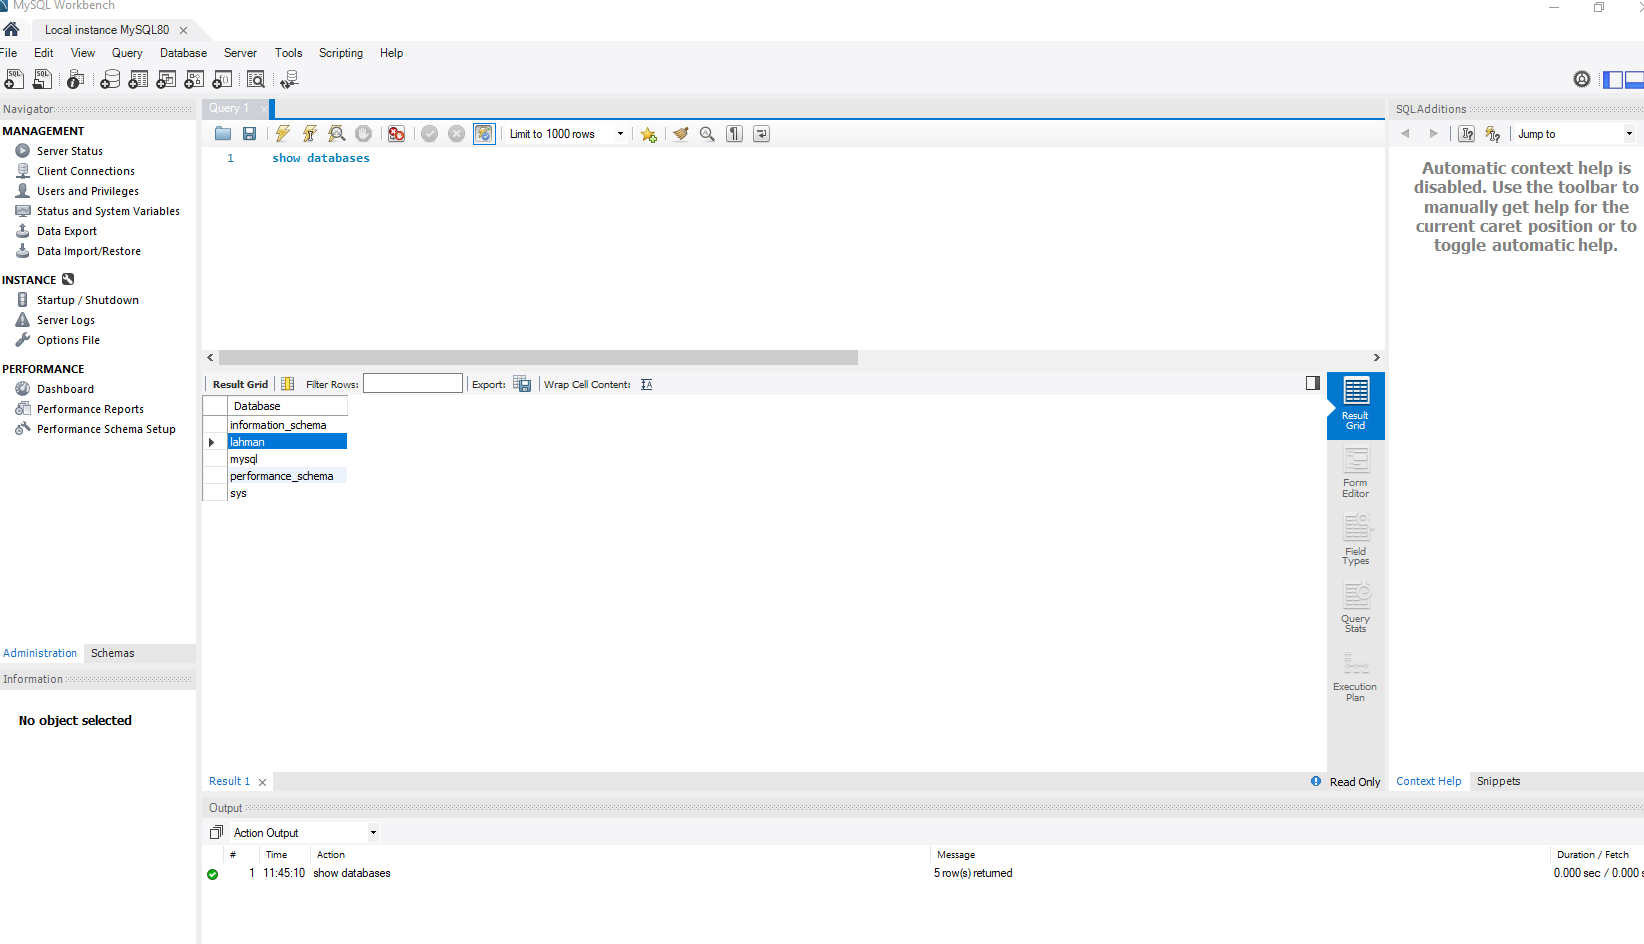 MySQL Workbench
Local instance MySQL80
File Edit View Query Database Server Tools Scripting Help
Navigator
MANAGEMENT
Server Status
Client Connections
Users and Privileges
Status and System Variables
Data Export
Data Import/Restore
INSTANCE
Startup / Shutdown
Server Logs
Options File
PERFORMANCE
Dashboard
Performance Reports
Performance Schema Setup
Administration Schemas
Information
No object selected
Query 1
Limit to 1000 rows
1 show databases
Result Grid Filter Rows: Export: Wrap Cell Content:
Database
information_schema
lahman
mysql
performance_schema
sys
Result
Grid
Form
Editor
Field
Types
Query
Stats
Execution
Plan
Result 1
Read Only
SQLAdditions
Jump to
Automatic context help is
disabled. Use the toolbar to
manually get help for the
current caret position or to
toggle automatic help.
Context Help Snippets
Output
Action Output
# Time Action Message Duration / Fetch
1 11:45:10 show databases 5 row(s) returned 0.000 sec / 0.000